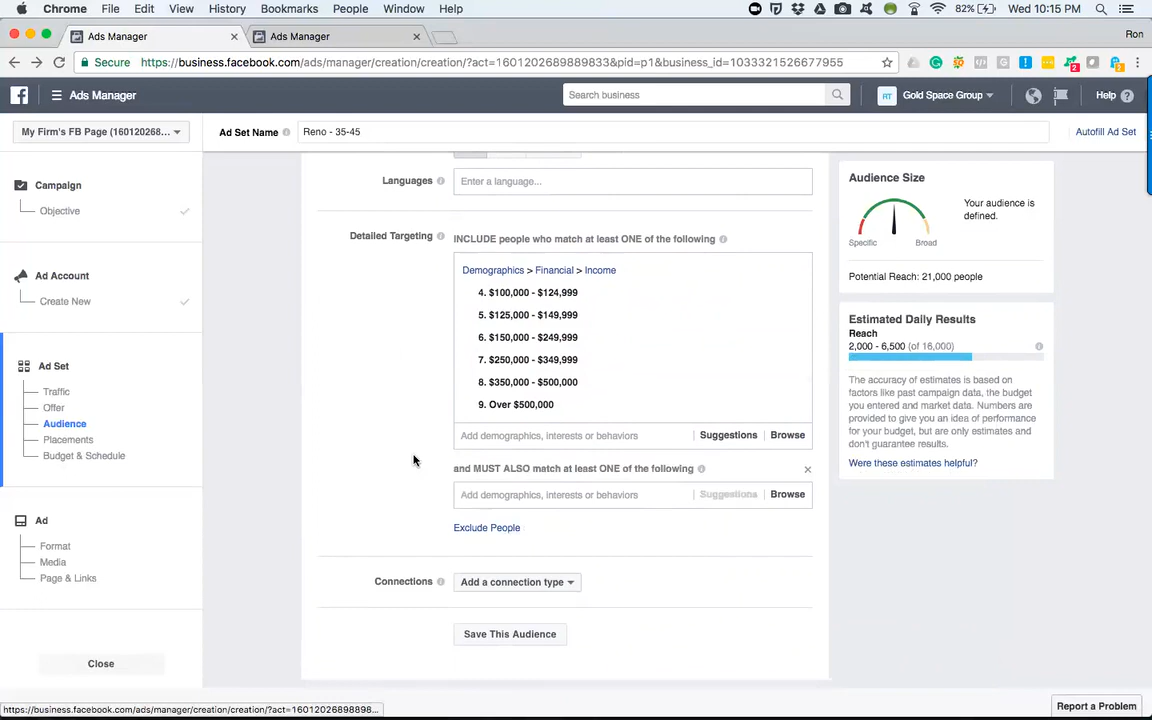 Chrome File Edit View History Bookmarks People Window Help 82% Wed 10:15 PM
Ads Manager Ads Manager Ron
Secure https://business.facebook.com/ads/manager/creation/creation/?act=1601202689889833&pid=p1&business_id=1033321526677955
Ads Manager Search business RT Gold Space Group Help
My Firm's FB Page (160120268... Ad Set Name Reno - 35-45 Autofill Ad Set
Campaign
Objective
Ad Account
Create New
Ad Set
Traffic
Offer
Audience
Placements
Budget & Schedule
Ad
Format
Media
Page & Links
Close
Languages Enter a language...
Detailed Targeting INCLUDE people who match at least ONE of the following
Demographics > Financial > Income
4. $100,000 - $124,999
5. $125,000 - $149,999
6. $150,000 - $249,999
7. $250,000 - $349,999
8. $350,000 - $500,000
9. Over $500,000
Add demographics, interests or behaviors Suggestions Browse
and MUST ALSO match at least ONE of the following
Add demographics, interests or behaviors Suggestions Browse
Exclude People
Connections Add a connection type
Save This Audience
Audience Size
Your audience is
defined.
Specific Broad
Potential Reach: 21,000 people
Estimated Daily Results
Reach
2,000 - 6,500 (of 16,000)
The accuracy of estimates is based on
factors like past campaign data, the budget
you entered and market data. Numbers are
provided to give you an idea of performance
for your budget, but are only estimates and
don't guarantee results.
Were these estimates helpful?
https://business.facebook.com/ads/manager/creation/creation/?act=16012026898898...
Report a Problem